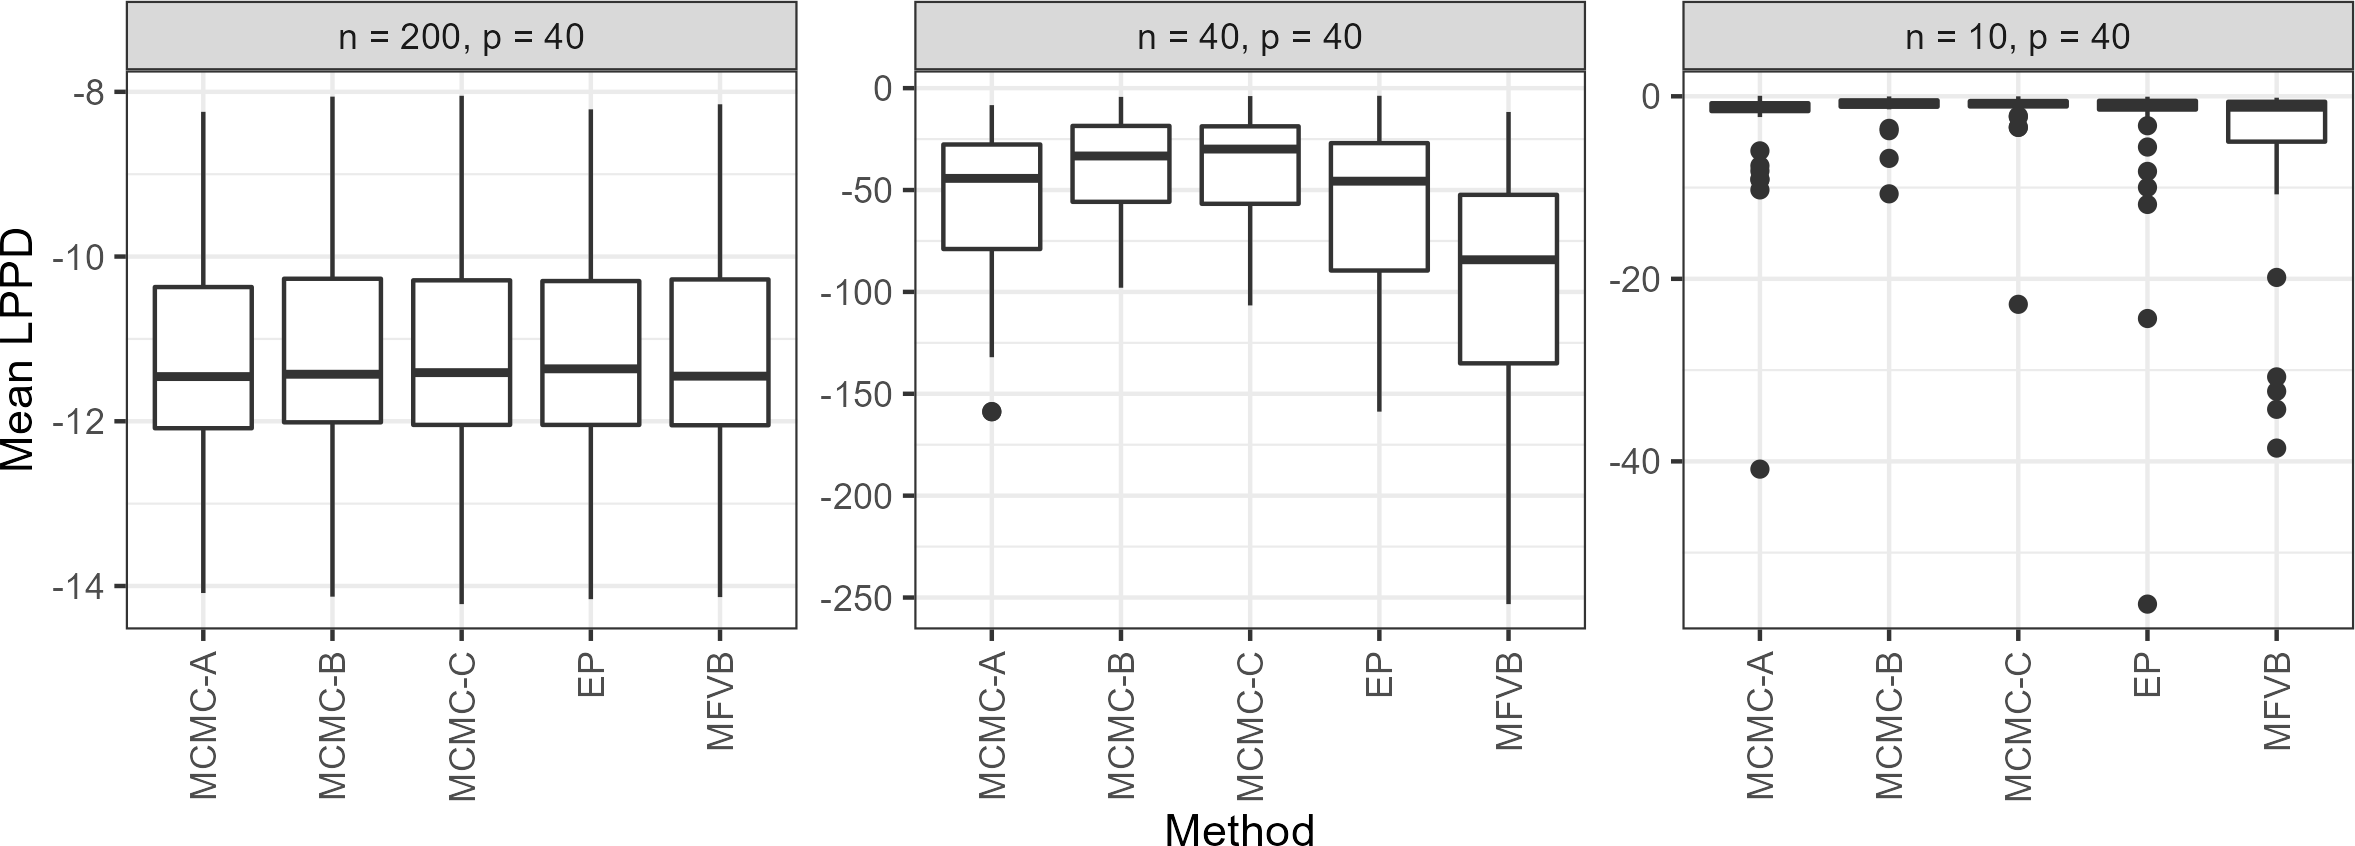 n = 200, p = 40
n = 40, p = 40
n = 10, p = 40
Mean LPPD
-8
-10
-12
-14
0
-50
-100
-150
-200
-250
0
-20
-40
MCMC-A
MCMC-B
MCMC-C
EP
MFVB
MCMC-A
MCMC-B
MCMC-C
EP
MFVB
MCMC-A
MCMC-B
MCMC-C
EP
MFVB
Method